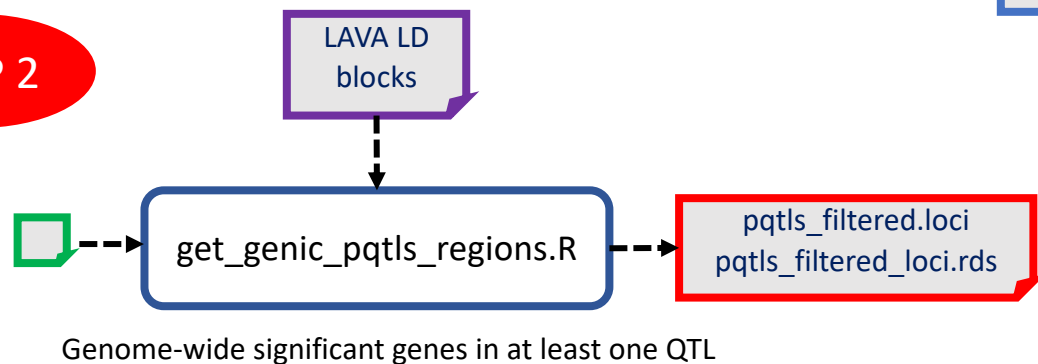 P 2
LAVA LD
blocks
get_genic_pqtls_regions.R
pqtls_filtered.loci
pqtls_filtered_loci.rds
Genome-wide significant genes in at least one QTL